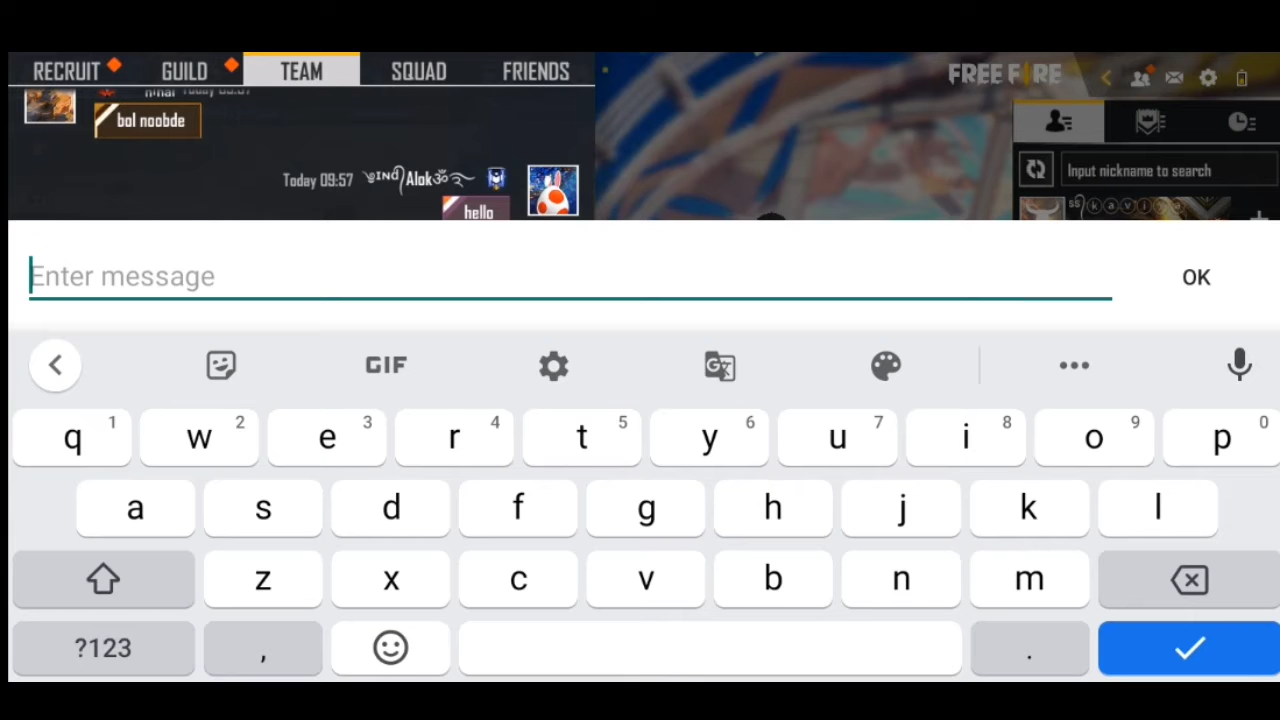 RECRUIT
GUILD
TEAM
SQUAD
FRIENDS
FREE FIRE
bol noobde
Input nickname to search
Today 09:57
Alok
hello
Enter message
OK
GIF
q 1 w 2 e 3 r 4 t 5 y 6 u 7 i 8 o 9 p 0
a s d f g h j k l
z x c v b n m
?123 , .